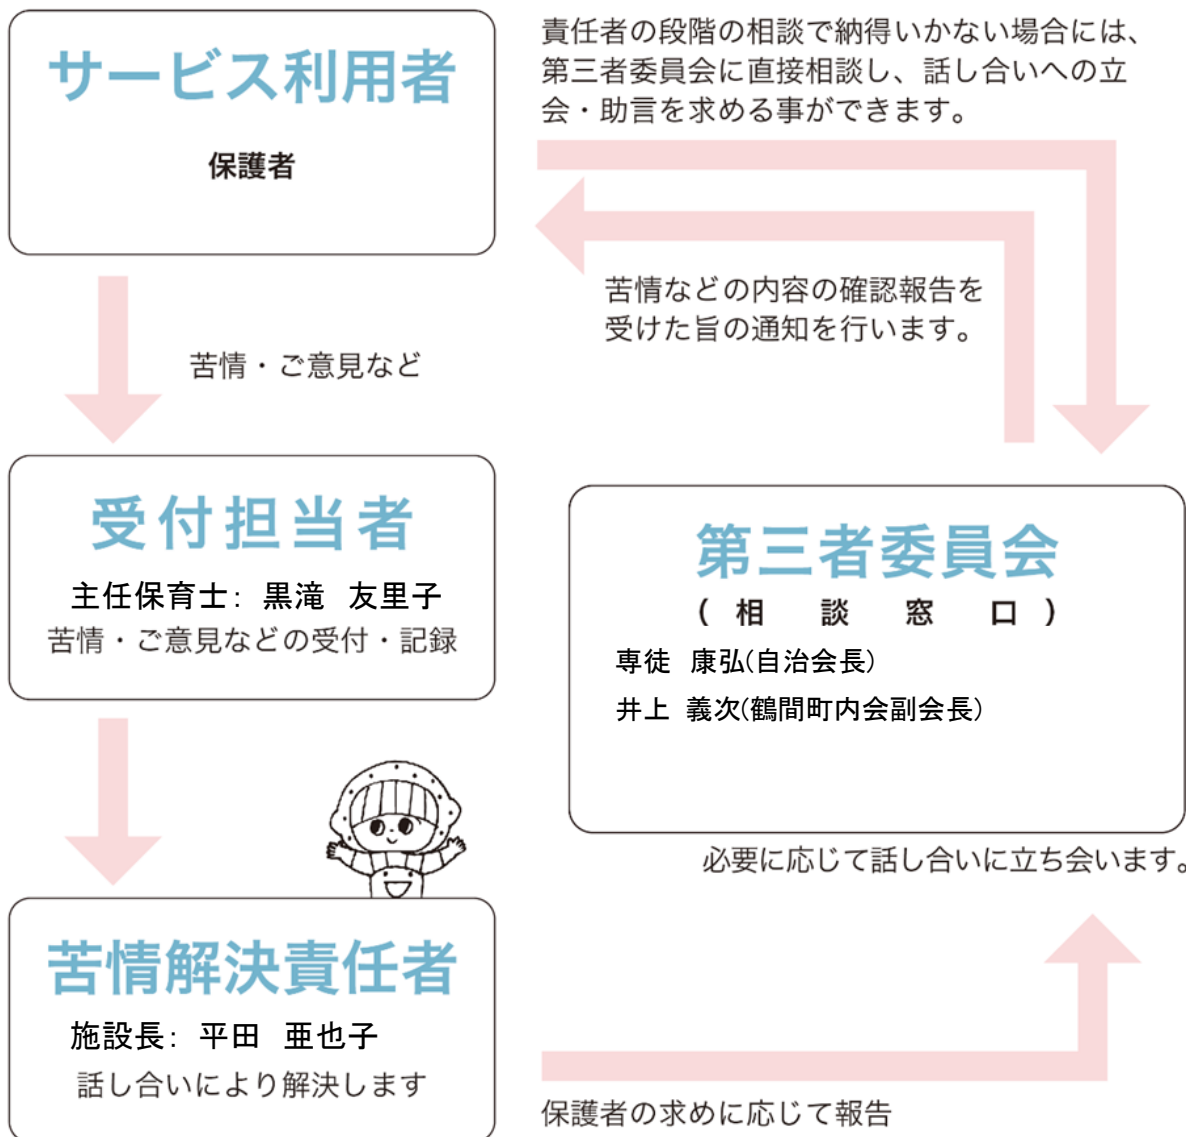 サービス利用者
保護者
責任者の段階の相談で納得いかない場合には、
第三者委員会に直接相談し、話し合いへの立
会・助言を求める事ができます。
苦情などの内容の確認報告を
受けた旨の通知を行います。
苦情・ご意見など
受付担当者
主任保育士： 黒滝　友里子
苦情・ご意見などの受付・記録
第三者委員会
(相談窓口)
専徒　康弘(自治会長)
井上　義次(鶴間町内会副会長)
必要に応じて話し合いに立ち会います。
苦情解決責任者
施設長： 平田　亜也子
話し合いにより解決します
保護者の求めに応じて報告